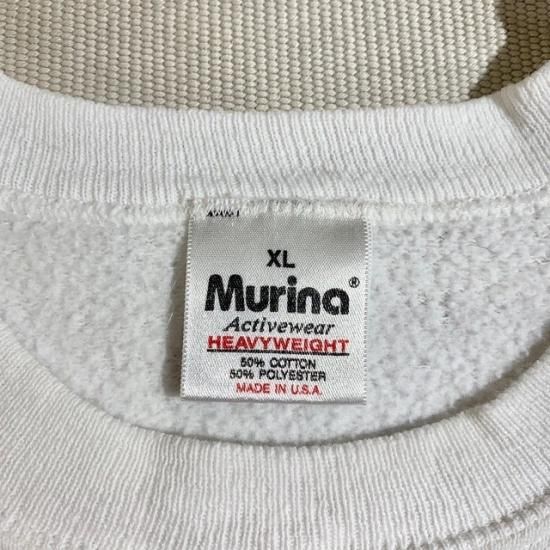 XL
Murina®
Activewear
HEAVYWEIGHT
50% COTTON
50% POLYESTER
MADE IN U.S.A.